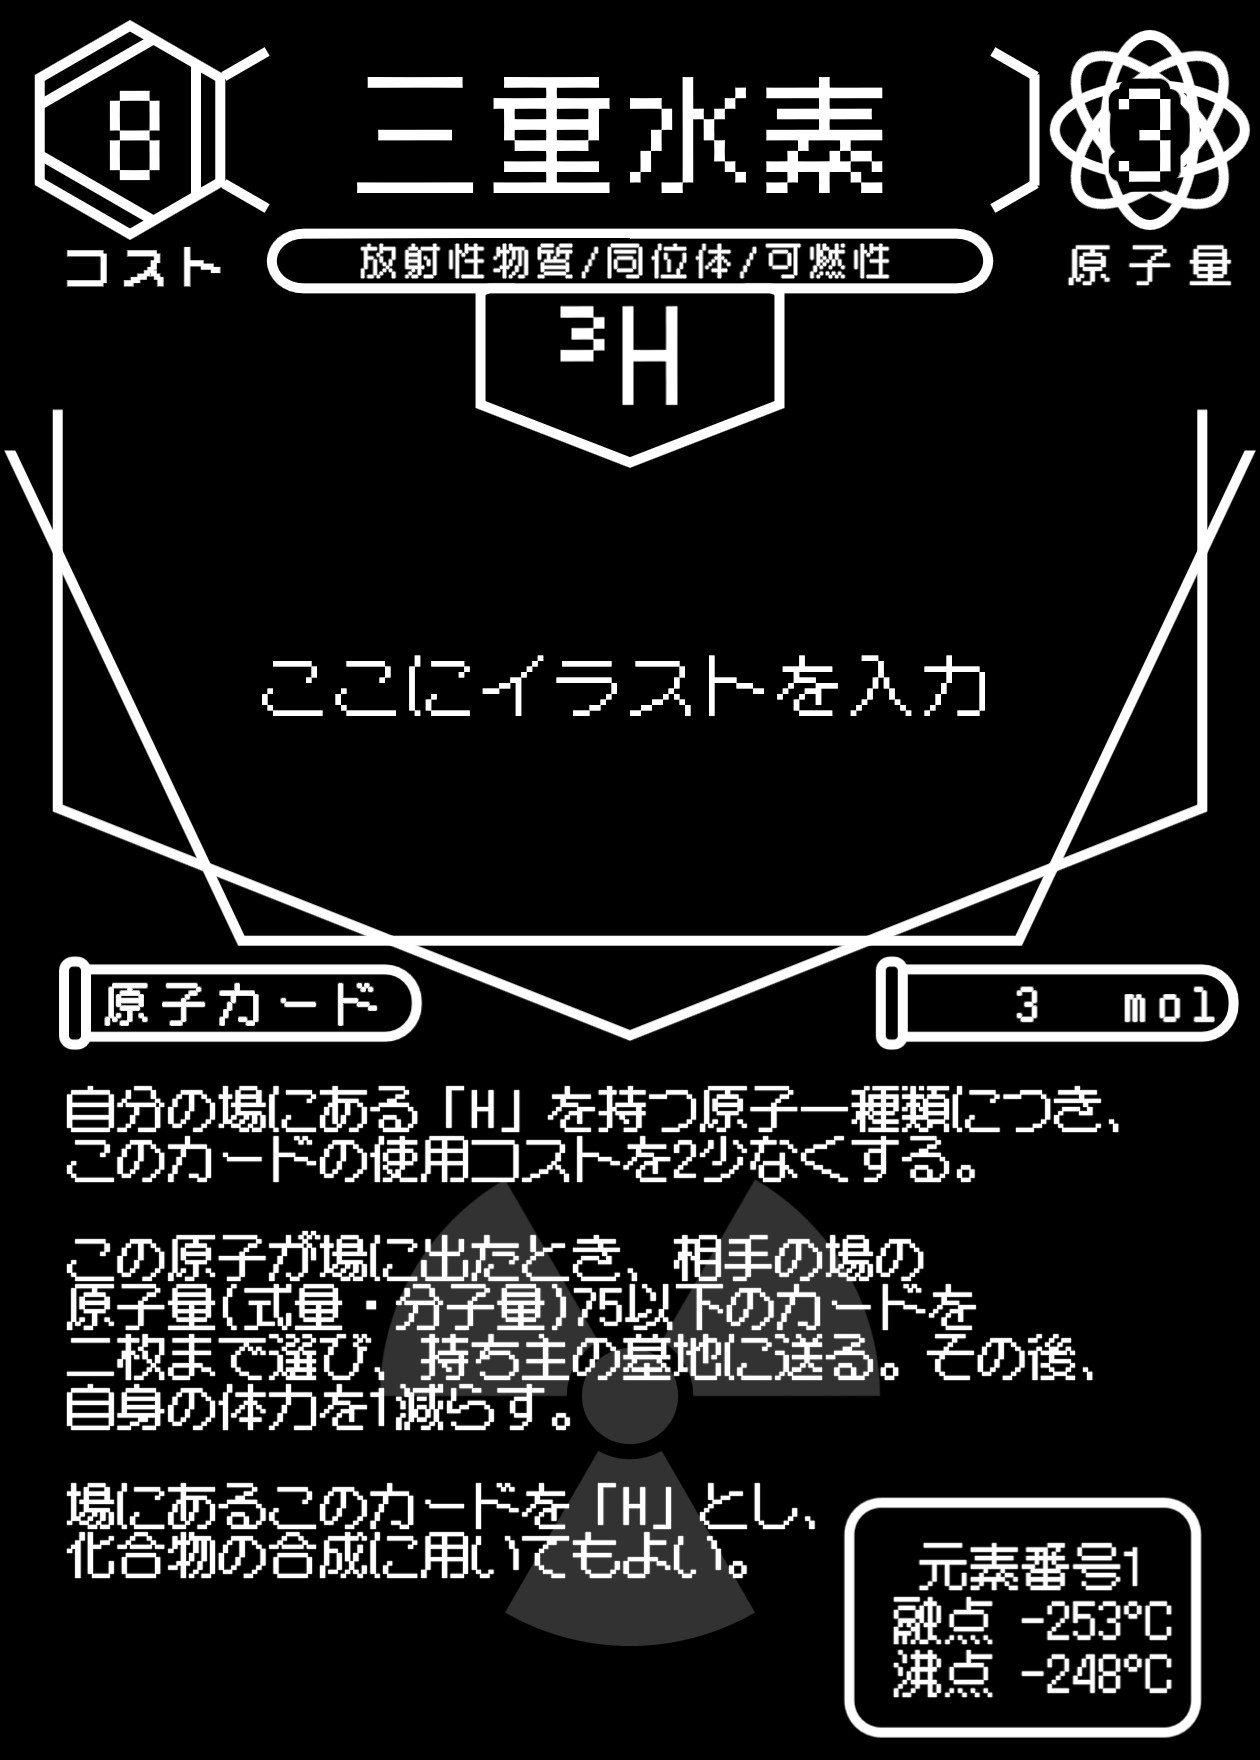 8
三重水素
3
コスト
放射性物質/同位体/可燃性
原子量
³H
ここにイラストを入力
原子カード
3 mol
自分の場にある「H」を持つ原子一種類につき、
このカードの使用コストを2少なくする。
この原子が場に出たとき、相手の場の
原子量(式量・分子量)75以下のカードを
二枚まで選び、持ち主の墓地に送る。その後、
自身の体力を1減らす。
場にあるこのカードを「H」とし、
化合物の合成に用いてもよい。
元素番号1
融点 -253°C
沸点 -248°C